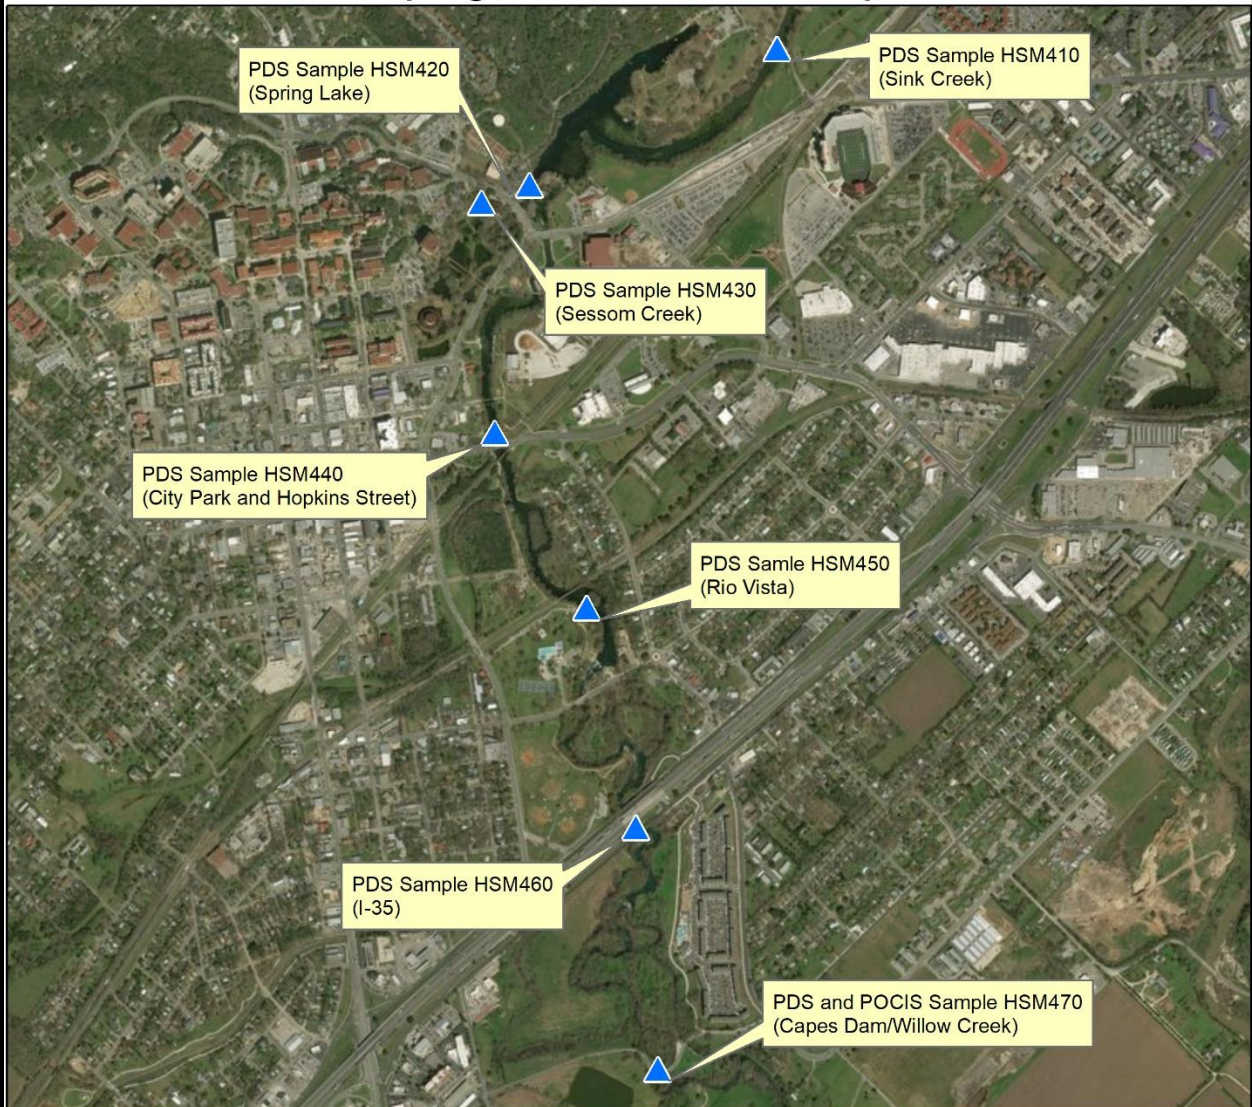 PDS Sample HSM420
(Spring Lake)
PDS Sample HSM410
(Sink Creek)
PDS Sample HSM430
(Sessom Creek)
PDS Sample HSM440
(City Park and Hopkins Street)
PDS Samle HSM450
(Rio Vista)
PDS Sample HSM460
(I-35)
PDS and POCIS Sample HSM470
(Capes Dam/Willow Creek)